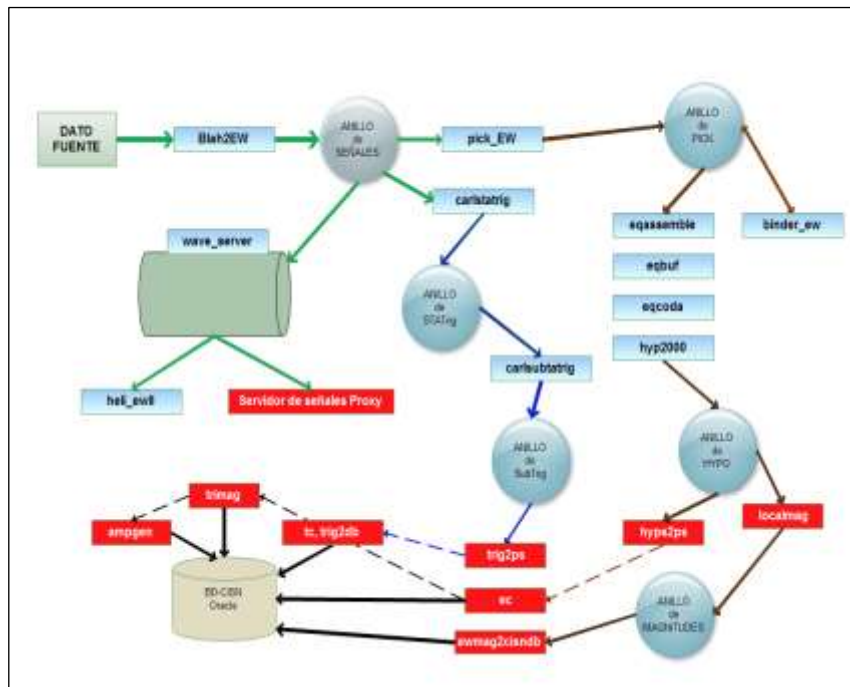 DATO
FUENTE
Blah2EW
ANILLO
de
SEÑALES
pick_EW
ANILLO
de
PICK
carlstatrig
wave_server
eqassemble
binder_ew
eqbuf
eqcoda
hyp2000
ANILLO
de
STATrig
carlsubtatrig
heli_ewII
Servidor de señales Proxy
ANILLO
de
SubTrig
ANILLO
de
HYPO
trimag
ampgen
tc, trig2db
trig2ps
hyps2ps
localmag
BD-CISN
Oracle
ec
ewmag2cisndb
ANILLO
de
MAGNITUDES